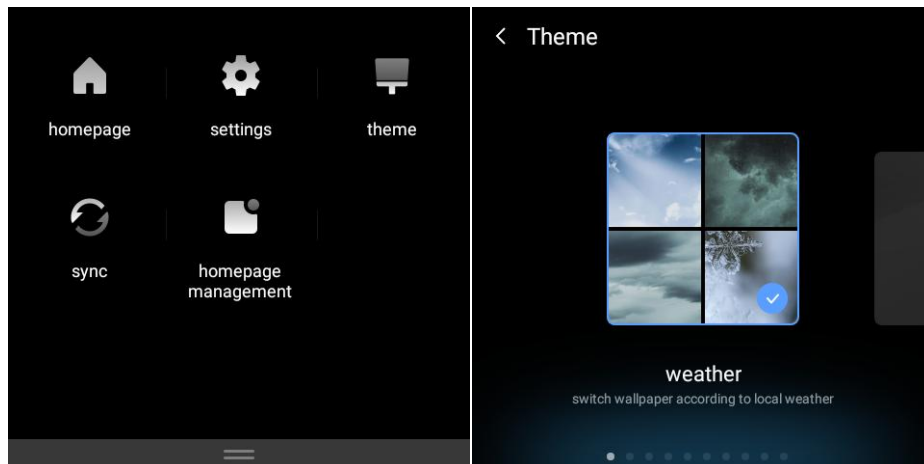 homepage
settings
theme
sync
homepage
management
Theme
weather
switch wallpaper according to local weather